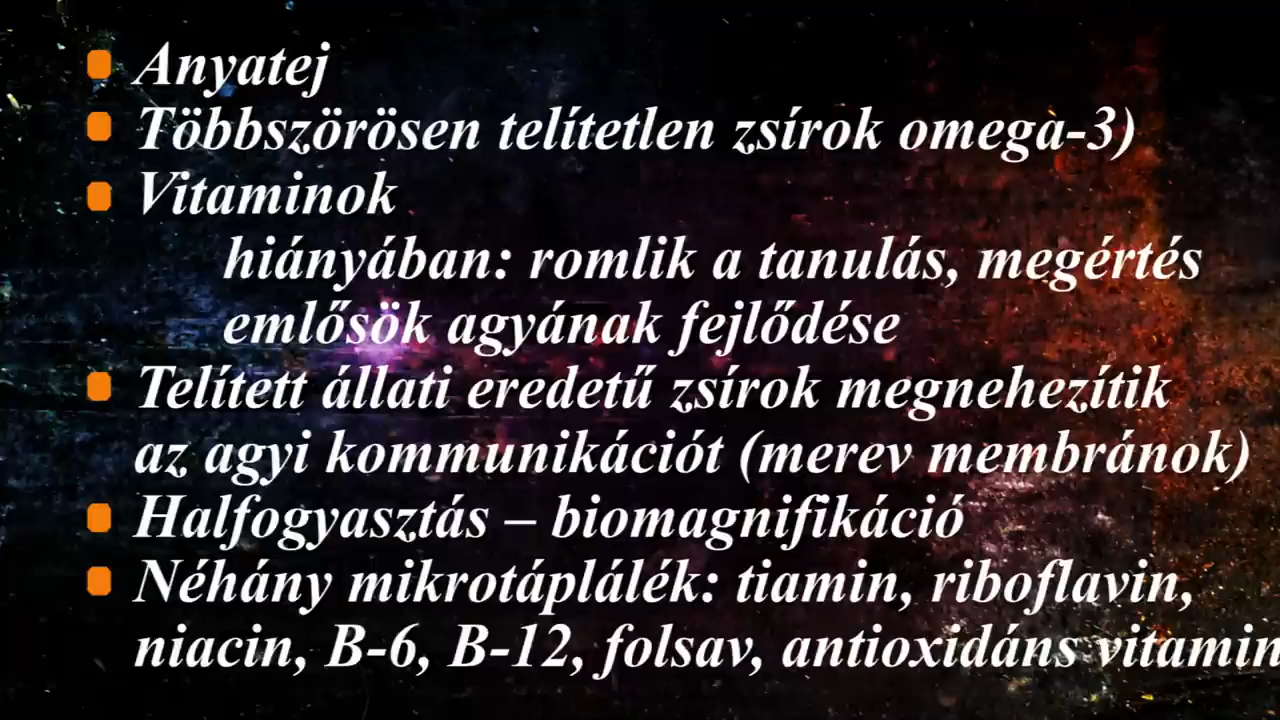 Anyatej
Többszörösen telítetlen zsírok omega-3)
Vitaminok
hiányában: romlik a tanulás, megértés
emlősök agyának fejlődése
Telített állati eredetű zsírok megnehezítik
az agyi kommunikációt (merev membránok)
Halfogyasztás – biomagnifikáció
Néhány mikrotáplálék: tiamin, riboflavin,
niacin, B-6, B-12, folsav, antioxidáns vitamin